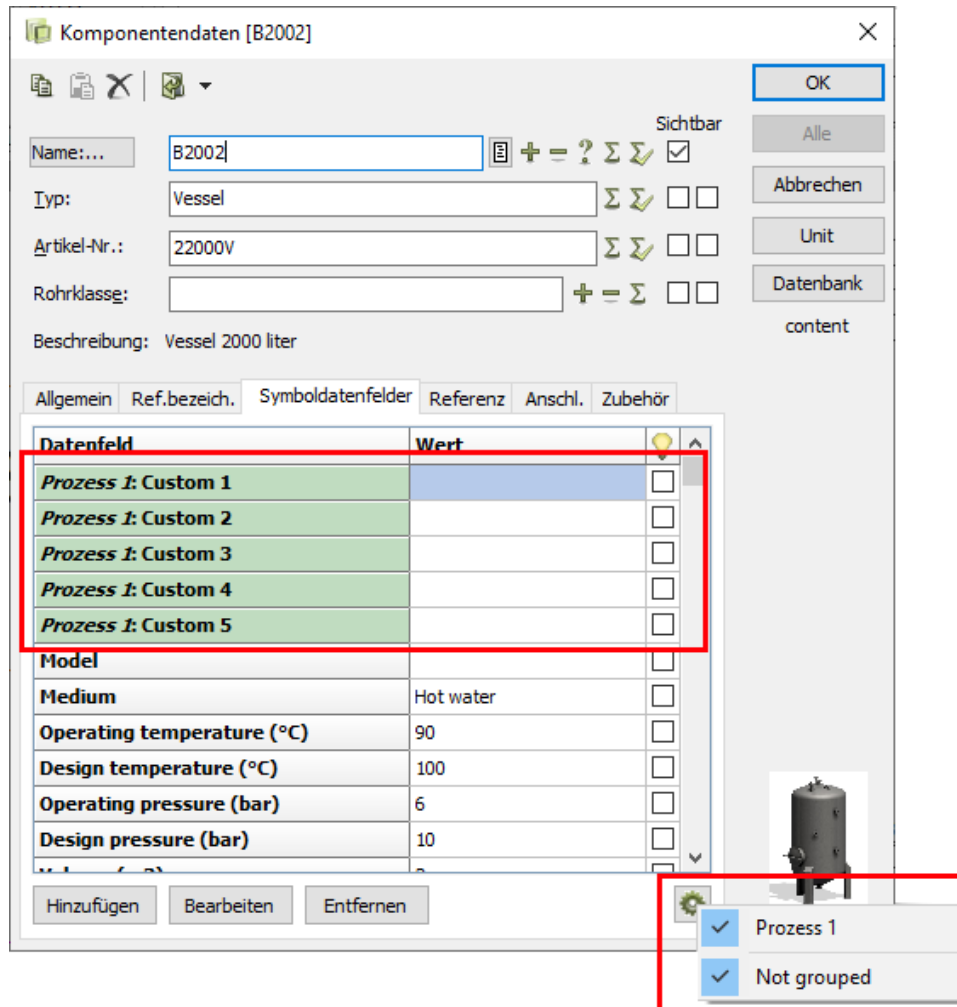 Komponentendaten [B2002]
OK
Sichtbar
Alle
Name:...
B2002
Abbrechen
Typ:
Vessel
Unit
Artikel-Nr.:
22000V
Datenbank
Rohrklasse:
content
Beschreibung: Vessel 2000 liter
Allgemein Ref.bezeich. Symboldatenfelder Referenz Anschl. Zubehör
Datenfeld Wert
Prozess 1: Custom 1
Prozess 1: Custom 2
Prozess 1: Custom 3
Prozess 1: Custom 4
Prozess 1: Custom 5
Model
Medium Hot water
Operating temperature (°C) 90
Design temperature (°C) 100
Operating pressure (bar) 6
Design pressure (bar) 10
Hinzufügen Bearbeiten Entfernen
Prozess 1
Not grouped